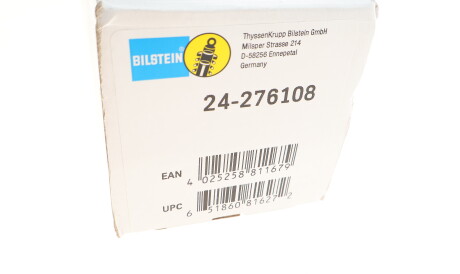 BILSTEIN
ThyssenKrupp Bilstein GmbH
Milsper Strasse 214
D-58256 Ennepetal
Germany
24-276108
EAN
4 025258 811679
UPC
6 51860 81627 2